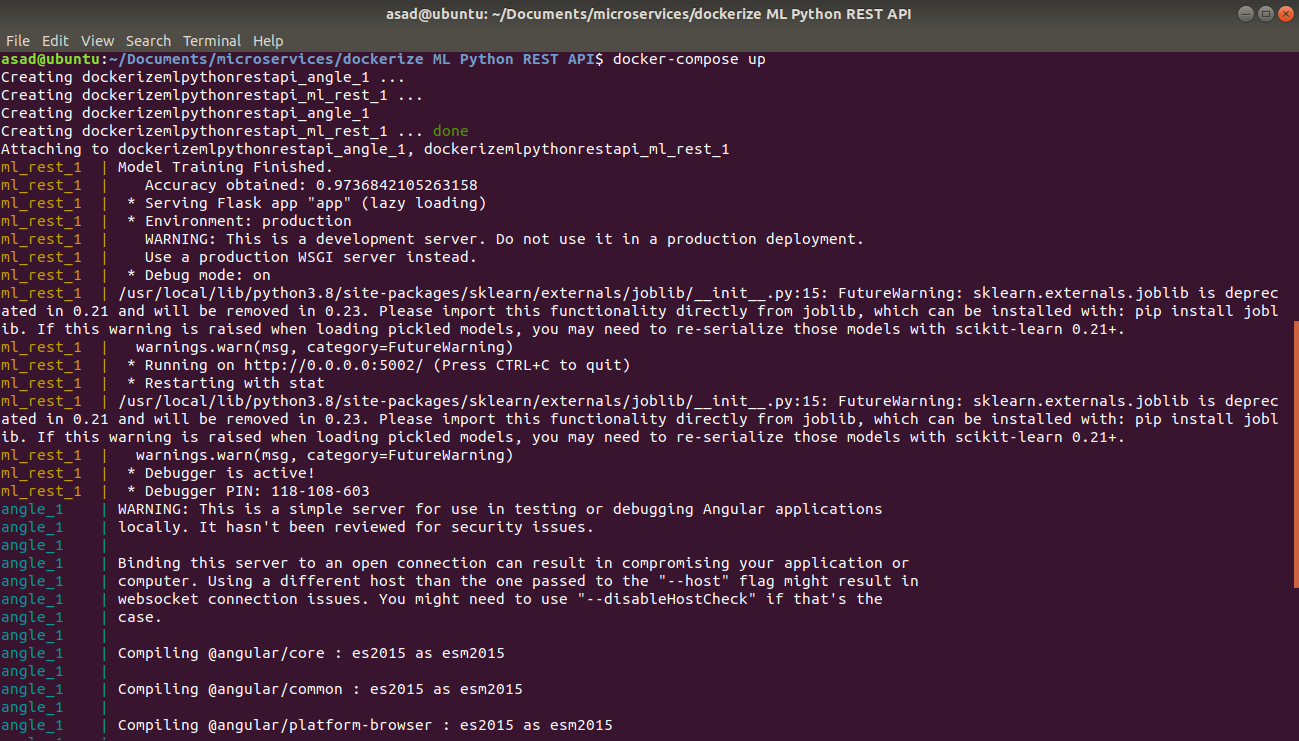 asad@ubuntu: ~/Documents/microservices/dockerize ML Python REST API
File Edit View Search Terminal Help
asad@ubuntu:~/Documents/microservices/dockerize ML Python REST API$ docker-compose up
Creating dockerizemlpythonrestapi_angle_1 ...
Creating dockerizemlpythonrestapi_ml_rest_1 ...
Creating dockerizemlpythonrestapi_angle_1
Creating dockerizemlpythonrestapi_ml_rest_1 ... done
Attaching to dockerizemlpythonrestapi_angle_1, dockerizemlpythonrestapi_ml_rest_1
ml_rest_1  | Model Training Finished.
ml_rest_1  |    Accuracy obtained: 0.9736842105263158
ml_rest_1  |  * Serving Flask app "app" (lazy loading)
ml_rest_1  |  * Environment: production
ml_rest_1  |    WARNING: This is a development server. Do not use it in a production deployment.
ml_rest_1  |    Use a production WSGI server instead.
ml_rest_1  |  * Debug mode: on
ml_rest_1  | /usr/local/lib/python3.8/site-packages/sklearn/externals/joblib/__init__.py:15: FutureWarning: sklearn.externals.joblib is deprec
ated in 0.21 and will be removed in 0.23. Please import this functionality directly from joblib, which can be installed with: pip install jobl
ib. If this warning is raised when loading pickled models, you may need to re-serialize those models with scikit-learn 0.21+.
ml_rest_1  |   warnings.warn(msg, category=FutureWarning)
ml_rest_1  |  * Running on http://0.0.0.0:5002/ (Press CTRL+C to quit)
ml_rest_1  |  * Restarting with stat
ml_rest_1  | /usr/local/lib/python3.8/site-packages/sklearn/externals/joblib/__init__.py:15: FutureWarning: sklearn.externals.joblib is deprec
ated in 0.21 and will be removed in 0.23. Please import this functionality directly from joblib, which can be installed with: pip install jobl
ib. If this warning is raised when loading pickled models, you may need to re-serialize those models with scikit-learn 0.21+.
ml_rest_1  |   warnings.warn(msg, category=FutureWarning)
ml_rest_1  |  * Debugger is active!
ml_rest_1  |  * Debugger PIN: 118-108-603
angle_1    | WARNING: This is a simple server for use in testing or debugging Angular applications
angle_1    | locally. It hasn't been reviewed for security issues.
angle_1    |
angle_1    | Binding this server to an open connection can result in compromising your application or
angle_1    | computer. Using a different host than the one passed to the "--host" flag might result in
angle_1    | websocket connection issues. You might need to use "--disableHostCheck" if that's the
angle_1    | case.
angle_1    |
angle_1    | Compiling @angular/core : es2015 as esm2015
angle_1    |
angle_1    | Compiling @angular/common : es2015 as esm2015
angle_1    |
angle_1    | Compiling @angular/platform-browser : es2015 as esm2015